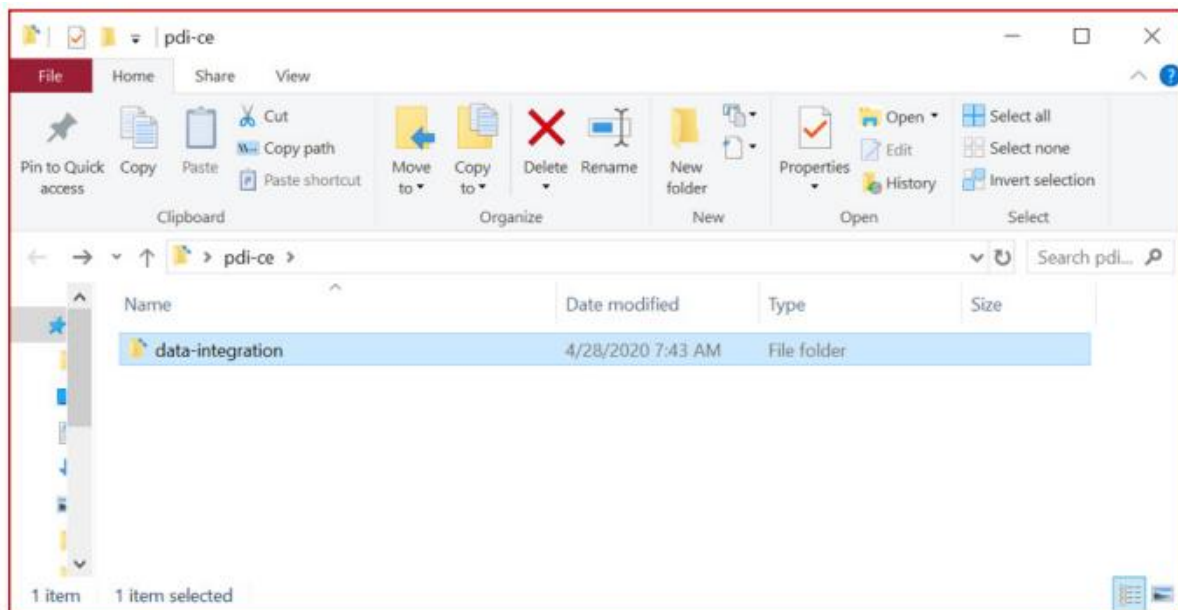 pdi-ce
File Home Share View
Pin to Quick access
Copy
Paste
Cut
Copy path
Paste shortcut
Clipboard
Move to
Copy to
Delete
Rename
Organize
New folder
New
Properties
Open
Edit
History
Open
Select all
Select none
Invert selection
Select
pdi-ce
Search pdi...
Name Date modified Type Size
data-integration 4/28/2020 7:43 AM File folder
1 item 1 item selected